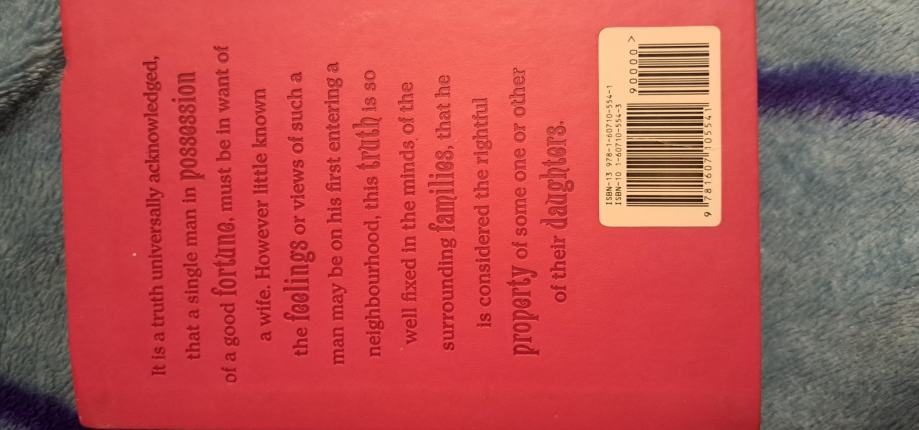 It is a truth universally acknowledged,
that a single man in possession
of a good fortune, must be in want of
a wife. However little known
the feelings or views of such a
man may be on his first entering a
neighbourhood, this truth is so
well fixed in the minds of the
surrounding families, that he
is considered the rightful
property of some one or other
of their daughters.
ISBN-13 978-1-60710-554-1
ISBN-10 1-60710-554-3
90000>
9 781607 105541